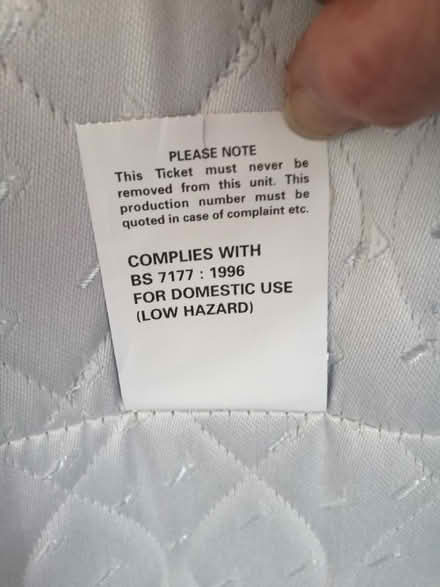 PLEASE NOTE
This Ticket must never be
removed from this unit. This
production number must be
quoted in case of complaint etc.
COMPLIES WITH
BS 7177 : 1996
FOR DOMESTIC USE
(LOW HAZARD)